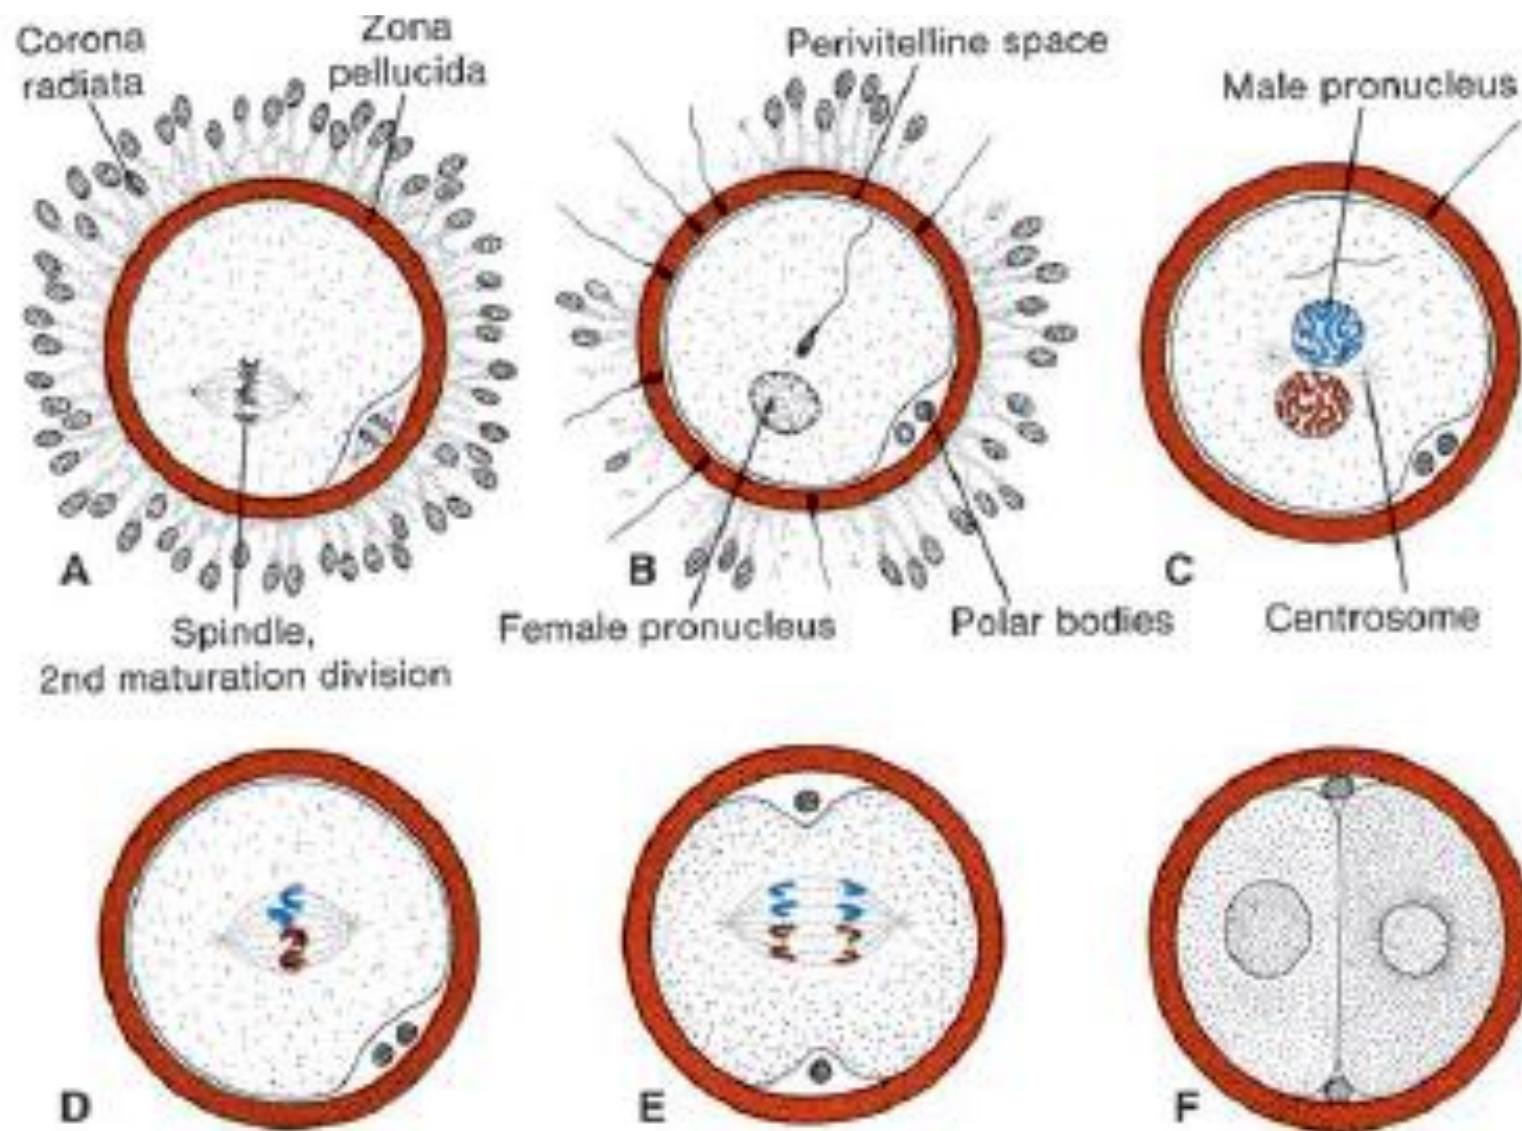 Corona
radiata
Zona
pellucida
Perivitelline space
Male pronucleus
A
B
C
Spindle,
2nd maturation division
Female pronucleus
Polar bodies
Centrosome
D
E
F